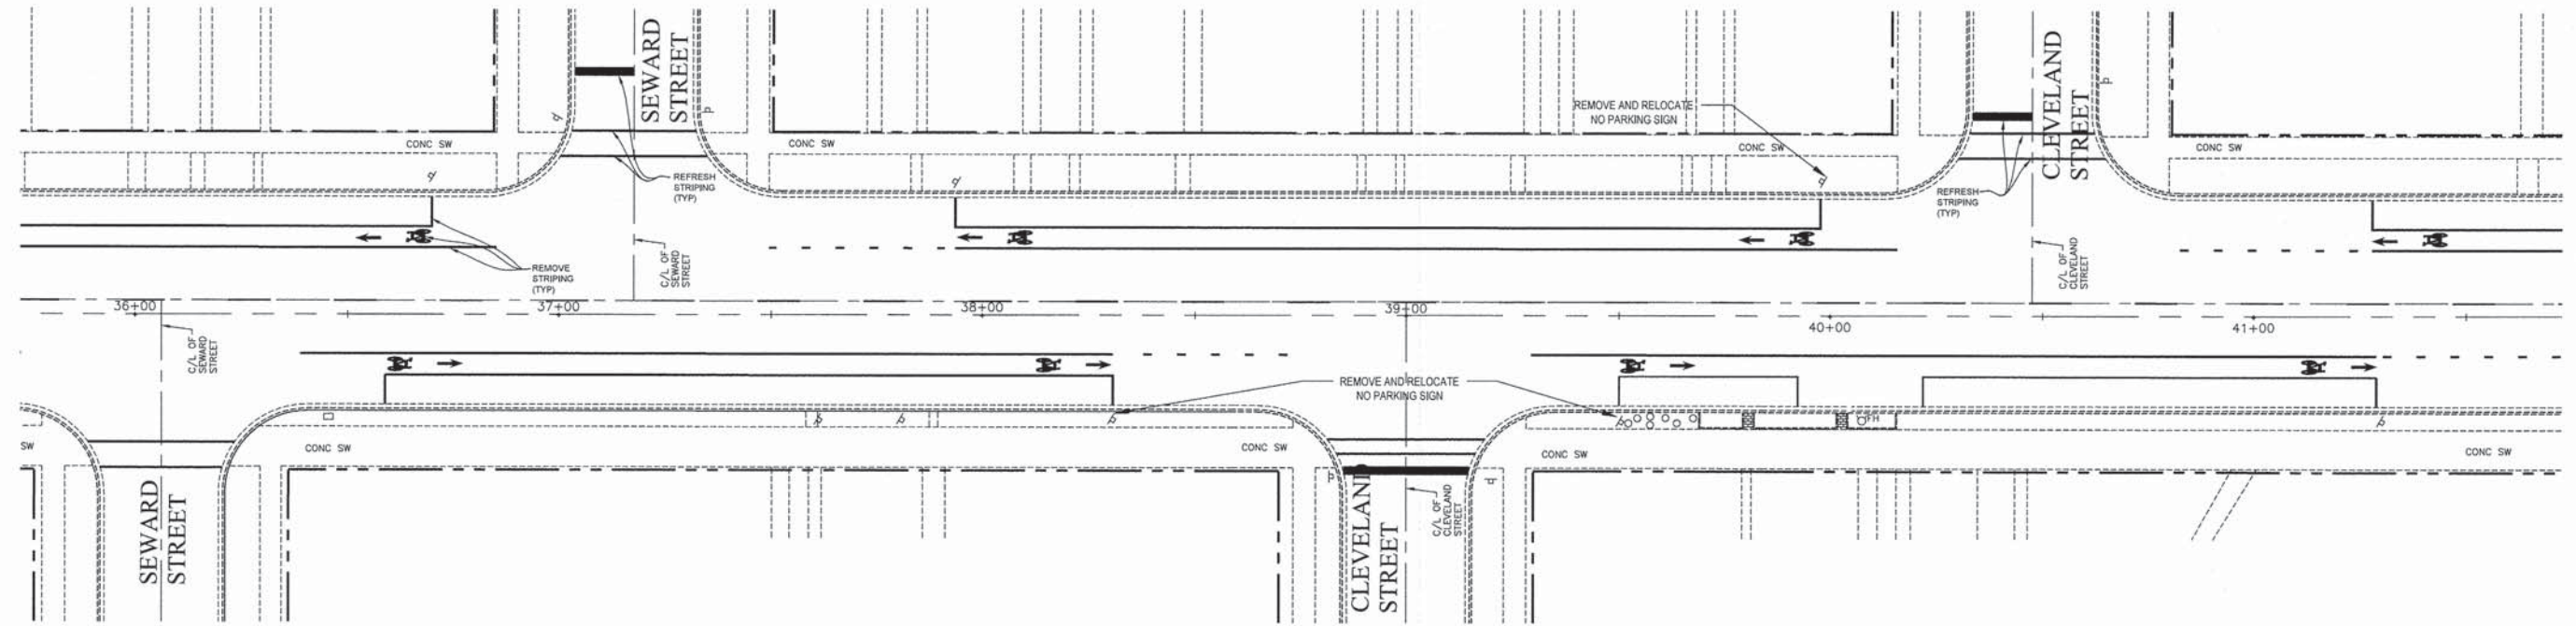 SEWARD
STREET
CLEVELAND
STREET
REMOVE AND RELOCATE
NO PARKING SIGN
CONC SW
CONC SW
CONC SW
CONC SW
REFRESH
STRIPING
(TYP)
REFRESH
STRIPING
(TYP)
REMOVE
STRIPING
(TYP)
C/L OF
SEWARD
STREET
C/L OF
CLEVELAND
STREET
36+00
37+00
38+00
39+00
40+00
41+00
C/L OF
SEWARD
STREET
REMOVE AND RELOCATE
NO PARKING SIGN
FH
SW
CONC SW
CONC SW
CONC SW
CONC SW
SEWARD
STREET
CLEVELAND
STREET
C/L OF
CLEVELAND
STREET